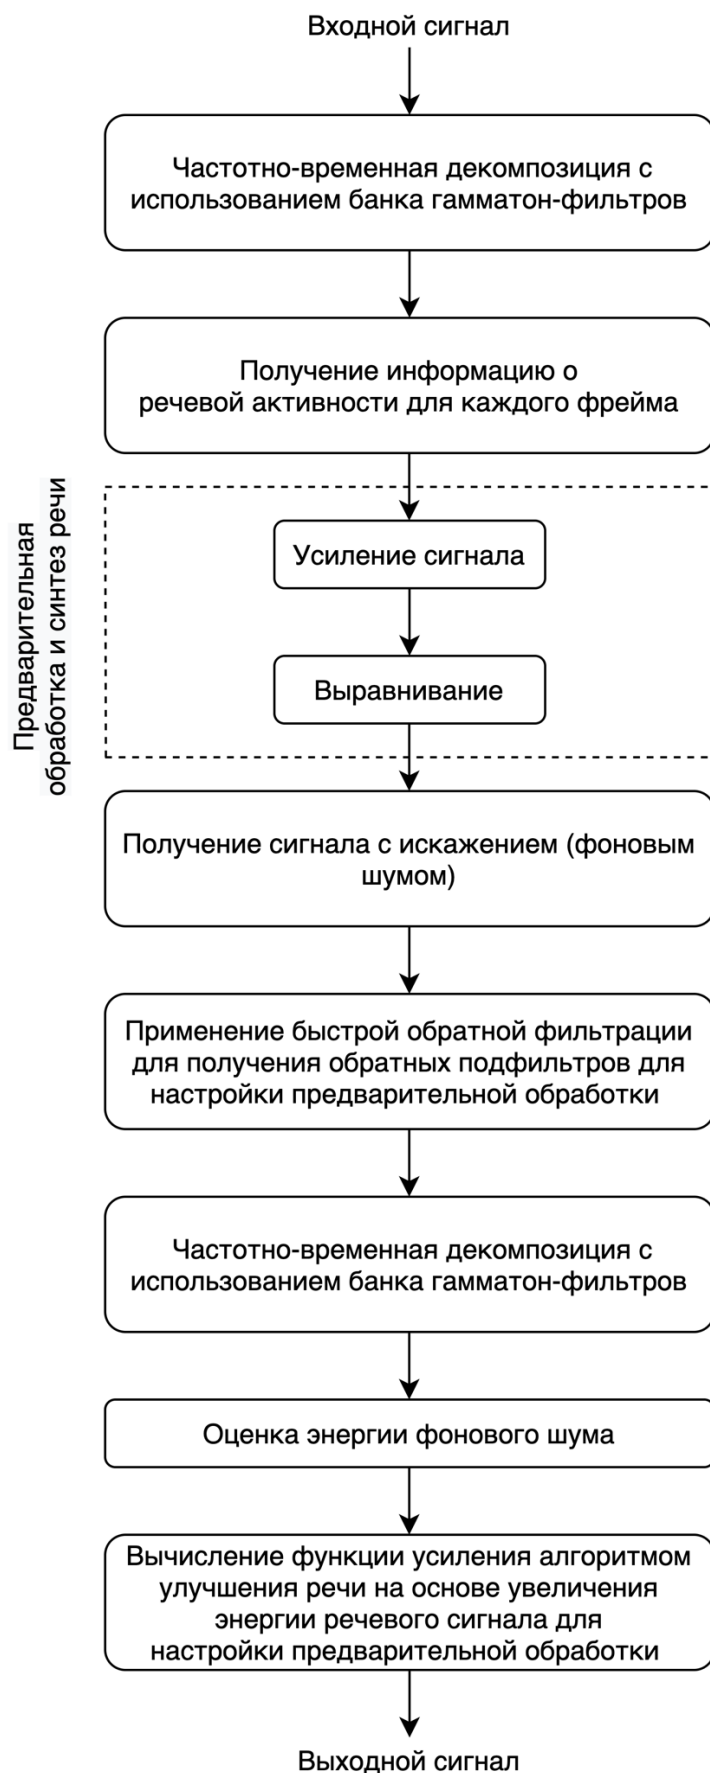 Входной сигнал
Частотно-временная декомпозиция с
использованием банка гамматон-фильтров
Получение информацию о
речевой активности для каждого фрейма
Предварительная
обработка и синтез речи
Усиление сигнала
Выравнивание
Получение сигнала с искажением (фоновым
шумом)
Применение быстрой обратной фильтрации
для получения обратных подфильтров для
настройки предварительной обработки
Частотно-временная декомпозиция с
использованием банка гамматон-фильтров
Оценка энергии фонового шума
Вычисление функции усиления алгоритмом
улучшения речи на основе увеличения
энергии речевого сигнала для
настройки предварительной обработки
Выходной сигнал